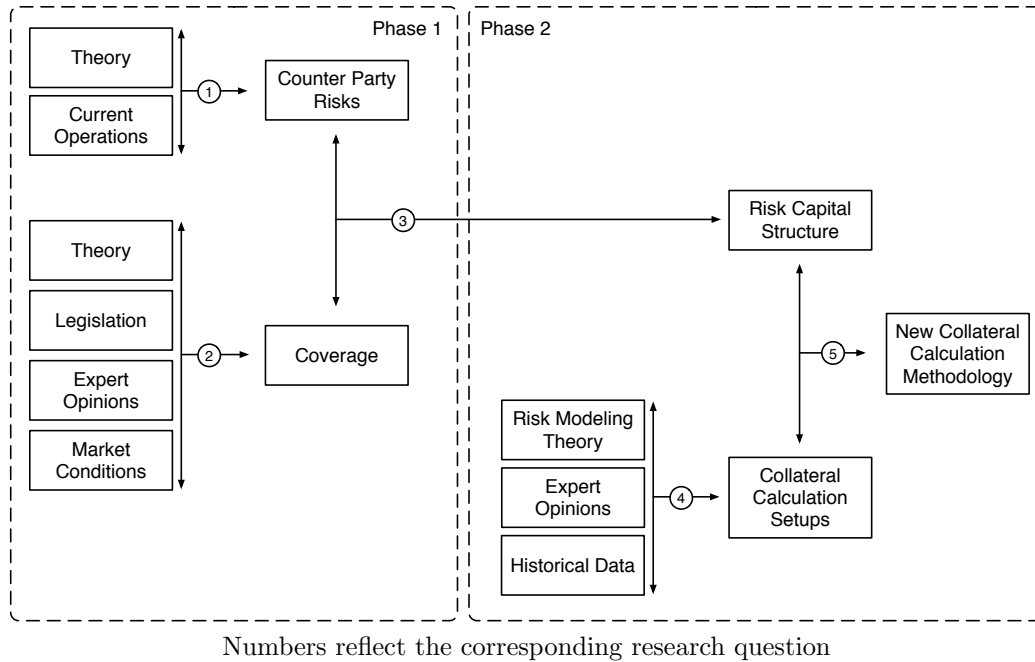 Phase 1
Theory
Current
Operations
1
Counter Party
Risks
Theory
Legislation
Expert
Opinions
Market
Conditions
2
Coverage
3
Phase 2
Risk Capital
Structure
Risk Modeling
Theory
Expert
Opinions
Historical Data
4
Collateral
Calculation
Setups
5
New Collateral
Calculation
Methodology
Numbers reflect the corresponding research question